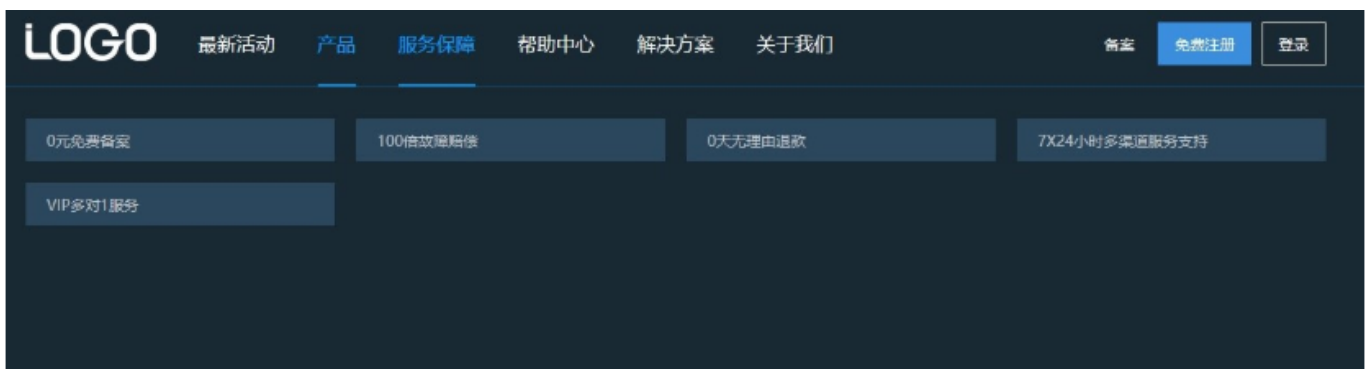 LOGO 最新活动 产品 服务保障 帮助中心 解决方案 关于我们 备案 免费注册 登录
0元免费备案 100倍故障赔偿 0天无理由退款 7X24小时多渠道服务支持
VIP多对1服务